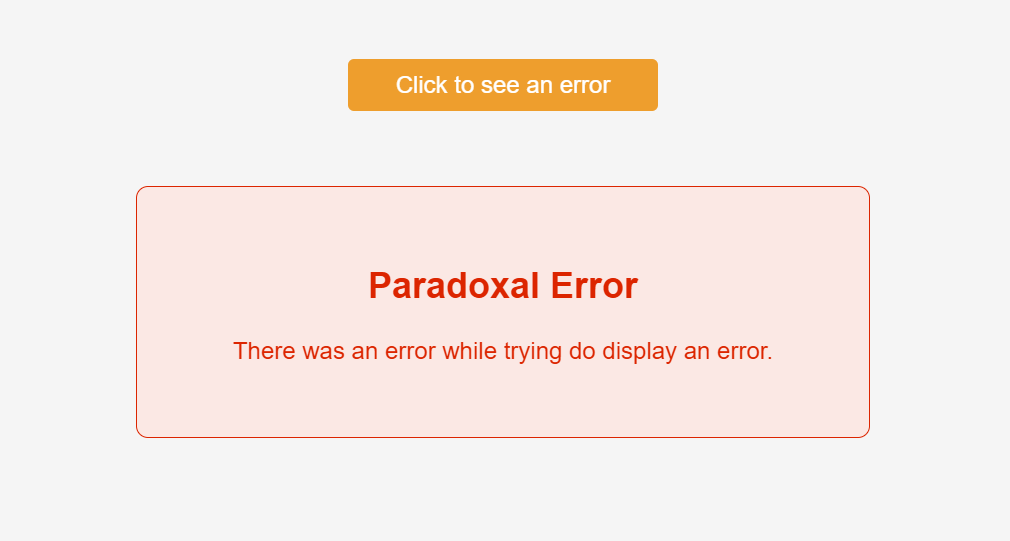 Click to see an error
Paradoxal Error
There was an error while trying do display an error.